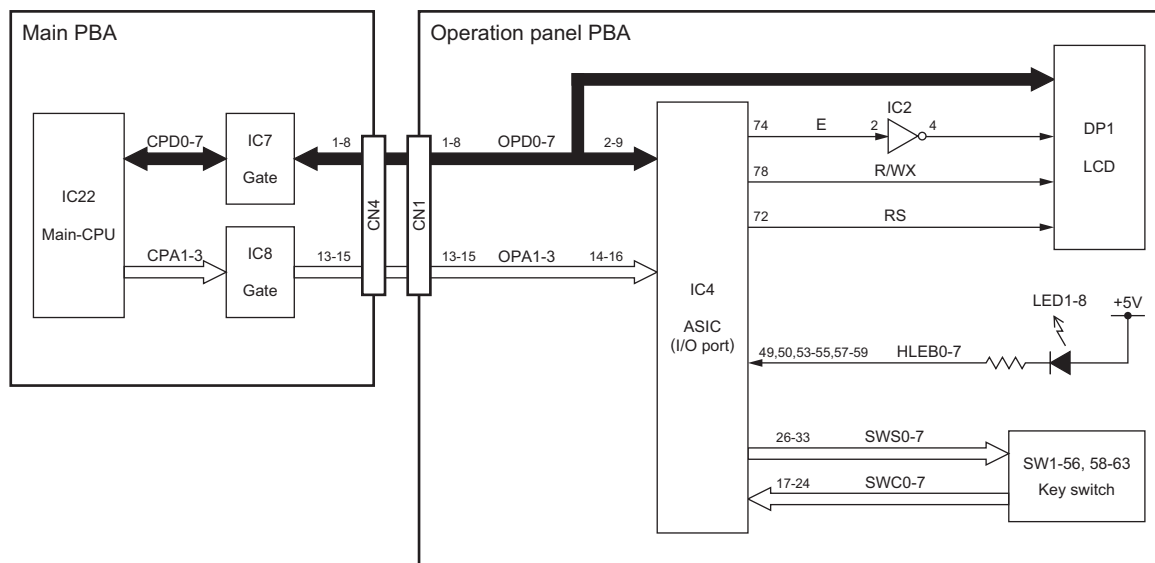 Main PBA
Operation panel PBA
IC22
Main-CPU
CPD0-7
IC7
Gate
1-8
CN4
CN1
1-8
OPD0-7
2-9
CPA1-3
IC8
Gate
13-15
13-15
OPA1-3
14-16
IC4
ASIC
(I/O port)
74
E
2
IC2
4
78
R/WX
72
RS
DP1
LCD
49,50,53-55,57-59
HLEB0-7
LED1-8
+5V
26-33
SWS0-7
17-24
SWC0-7
SW1-56, 58-63
Key switch